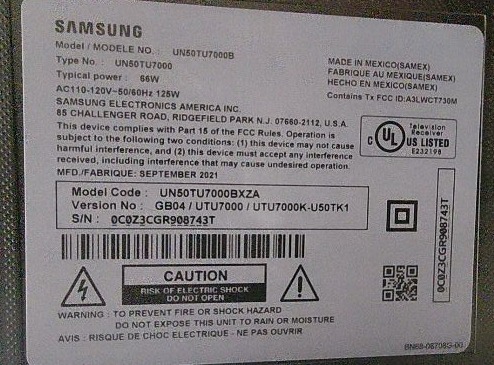 SAMSUNG
Model / MODELE NO. : UN50TU7000B
Type No. : UN50TU7000
Typical power : 66W
AC110-120V~50/60Hz 125W
SAMSUNG ELECTRONICS AMERICA INC.
85 CHALLENGER ROAD, RIDGEFIELD PARK N.J. 07660-2112, U.S.A.
MADE IN MEXICO(SAMEX)
FABRIQUE AU MEXIQUE(SAMEX)
HECHO EN MEXICO(SAMEX)
Contains Tx FCC ID:A3LWCT730M
This device complies with Part 15 of the FCC Rules. Operation is
subject to the following two conditions: (1) this device may not cause
harmful interference, and (2) this device must accept any interference
received, including interference that may cause undesired operation.
MFD./FABRIQUE: SEPTEMBER 2021
C UL US LISTED
Television
Receiver
E232198
Model Code : UN50TU7000BXZA
Version No : GB04 / UTU7000 / UTU7000K-U50TK1
S/N : 0C0Z3CGR908743T
0C0Z3CGR908743T
CAUTION
RISK OF ELECTRIC SHOCK
DO NOT OPEN
WARNING : TO PREVENT FIRE OR SHOCK HAZARD
DO NOT EXPOSE THIS UNIT TO RAIN OR MOISTURE
AVIS : RISQUE DE CHOC ELECTRIQUE - NE PAS OUVRIR